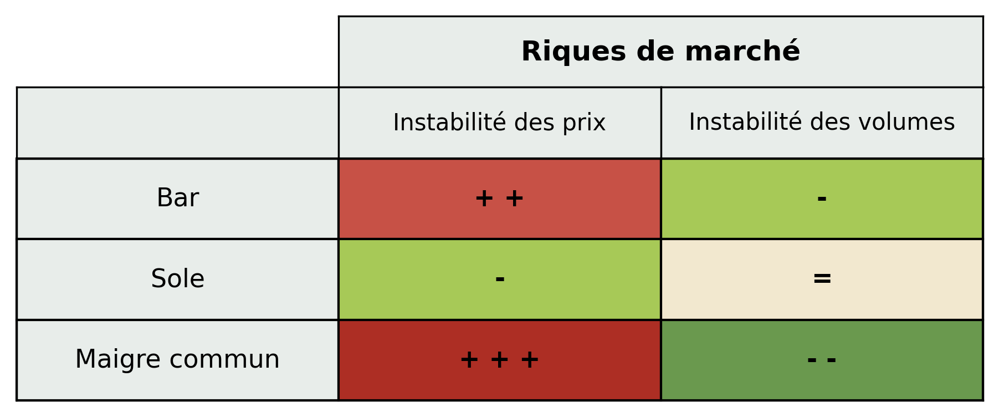 Riques de marché
Instabilité des prix Instabilité des volumes
Bar + + -
Sole - =
Maigre commun + + + - -